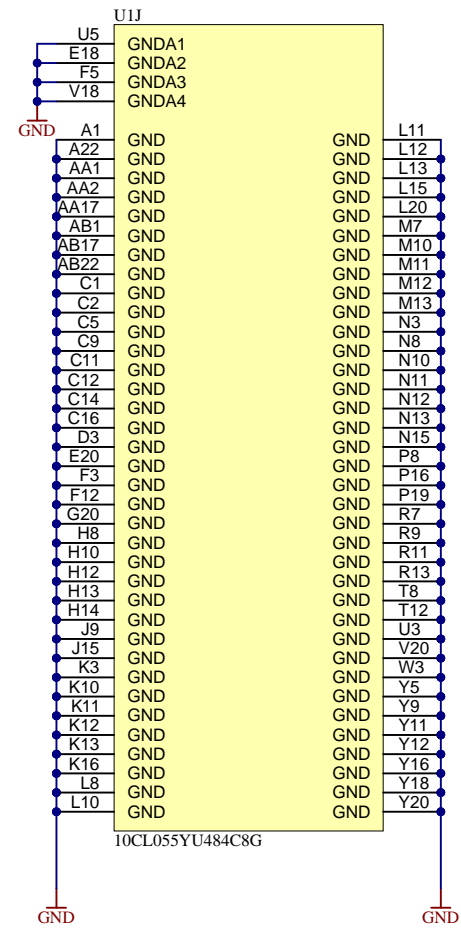 U1J
U5 GNDA1
E18 GNDA2
F5 GNDA3
V18 GNDA4
GND
A1 GND GND L11
A22 GND GND L12
AA1 GND GND L13
AA2 GND GND L15
AA17 GND GND L20
AB1 GND GND M7
AB17 GND GND M10
AB22 GND GND M11
C1 GND GND M12
C2 GND GND M13
C5 GND GND N3
C9 GND GND N8
C11 GND GND N10
C12 GND GND N11
C14 GND GND N12
C16 GND GND N13
D3 GND GND N15
E20 GND GND P8
F3 GND GND P16
F12 GND GND P19
G20 GND GND R7
H8 GND GND R9
H10 GND GND R11
H12 GND GND R13
H13 GND GND T8
H14 GND GND T12
J9 GND GND U3
J15 GND GND V20
K3 GND GND W3
K10 GND GND Y5
K11 GND GND Y9
K12 GND GND Y11
K13 GND GND Y12
K16 GND GND Y16
L8 GND GND Y18
L10 GND GND Y20
10CL055YU484C8G
GND GND